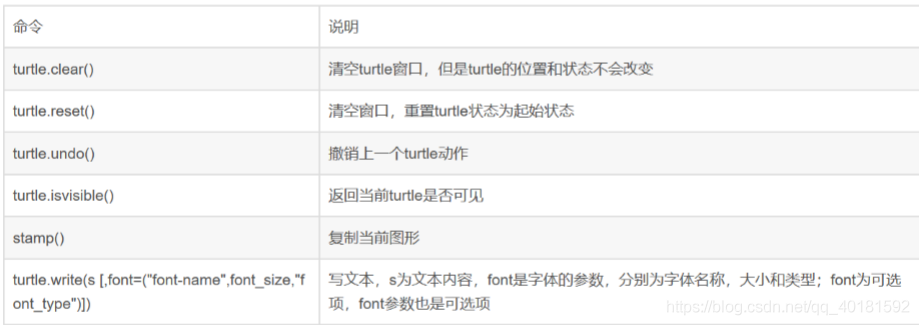 命令 说明
turtle.clear() 清空turtle窗口，但是turtle的位置和状态不会改变
turtle.reset() 清空窗口，重置turtle状态为起始状态
turtle.undo() 撤销上一个turtle动作
turtle.isvisible() 返回当前turtle是否可见
stamp() 复制当前图形
turtle.write(s [,font=("font-name",font_size,"f
ont_type")])
写文本，s为文本内容，font是字体的参数，分别为字体名称，大小和类型；font为可选
项，font参数也是可选项
https://blog.csdn.net/qq_40181592